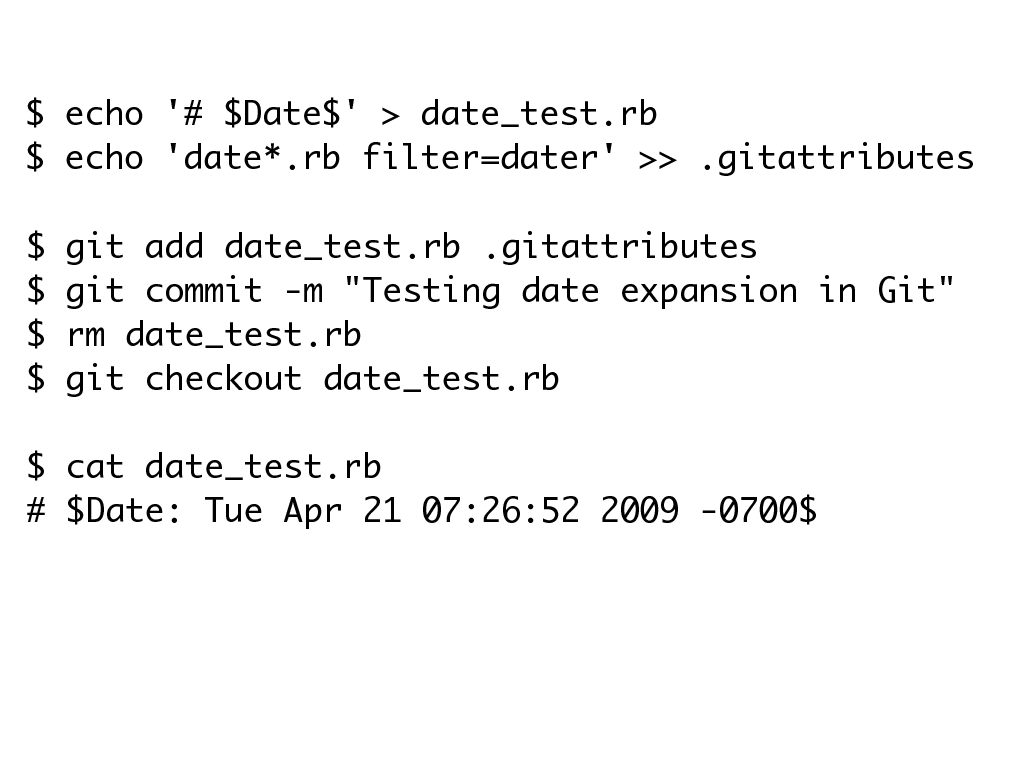 $ echo '# $Date$' > date_test.rb
$ echo 'date*.rb filter=dater' >> .gitattributes
$ git add date_test.rb .gitattributes
$ git commit -m "Testing date expansion in Git"
$ rm date_test.rb
$ git checkout date_test.rb
$ cat date_test.rb
# $Date: Tue Apr 21 07:26:52 2009 -0700$